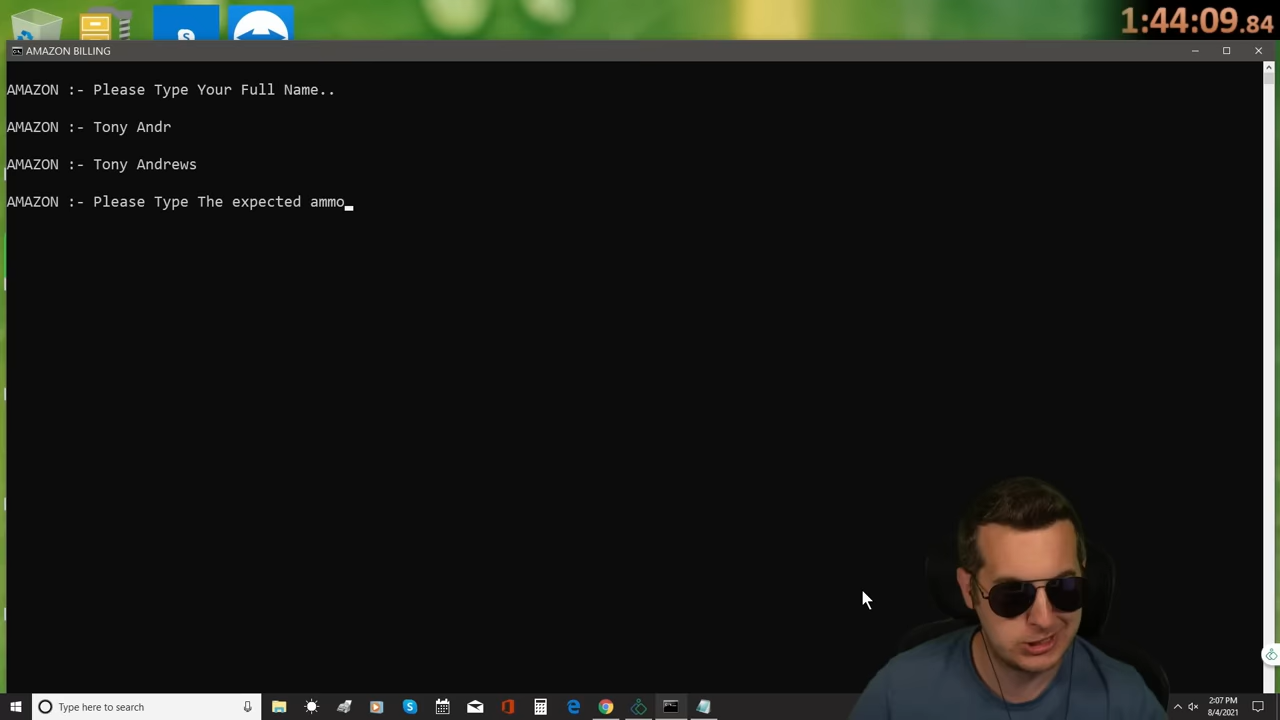 1:44:09.84
AMAZON BILLING
AMAZON :- Please Type Your Full Name..
AMAZON :- Tony Andr
AMAZON :- Tony Andrews
AMAZON :- Please Type The expected ammo
Type here to search
2:07 PM
8/4/2021